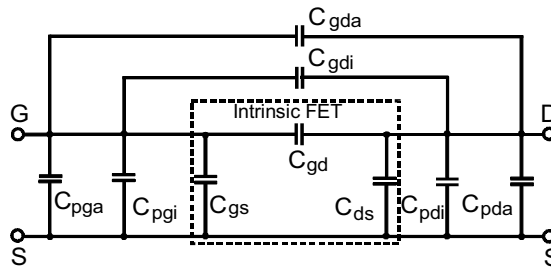 Cgda
Cgdi
G
Intrinsic FET
D
Cgd
Cpga
Cpgi
Cgs
Cds
Cpdi
Cpda
S
S